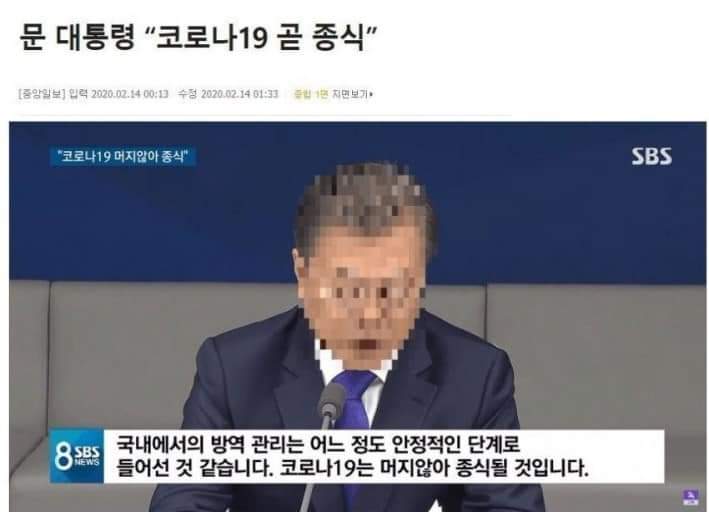 문 대통령 “코로나19 곧 종식”
[중앙일보] 입력 2020.02.14 00:13 수정 2020.02.14 01:33 종합 1면 지면보기
"코로나19 머지않아 종식"
SBS
8 SBS NEWS
국내에서의 방역 관리는 어느 정도 안정적인 단계로
들어선 것 같습니다. 코로나19는 머지않아 종식될 것입니다.